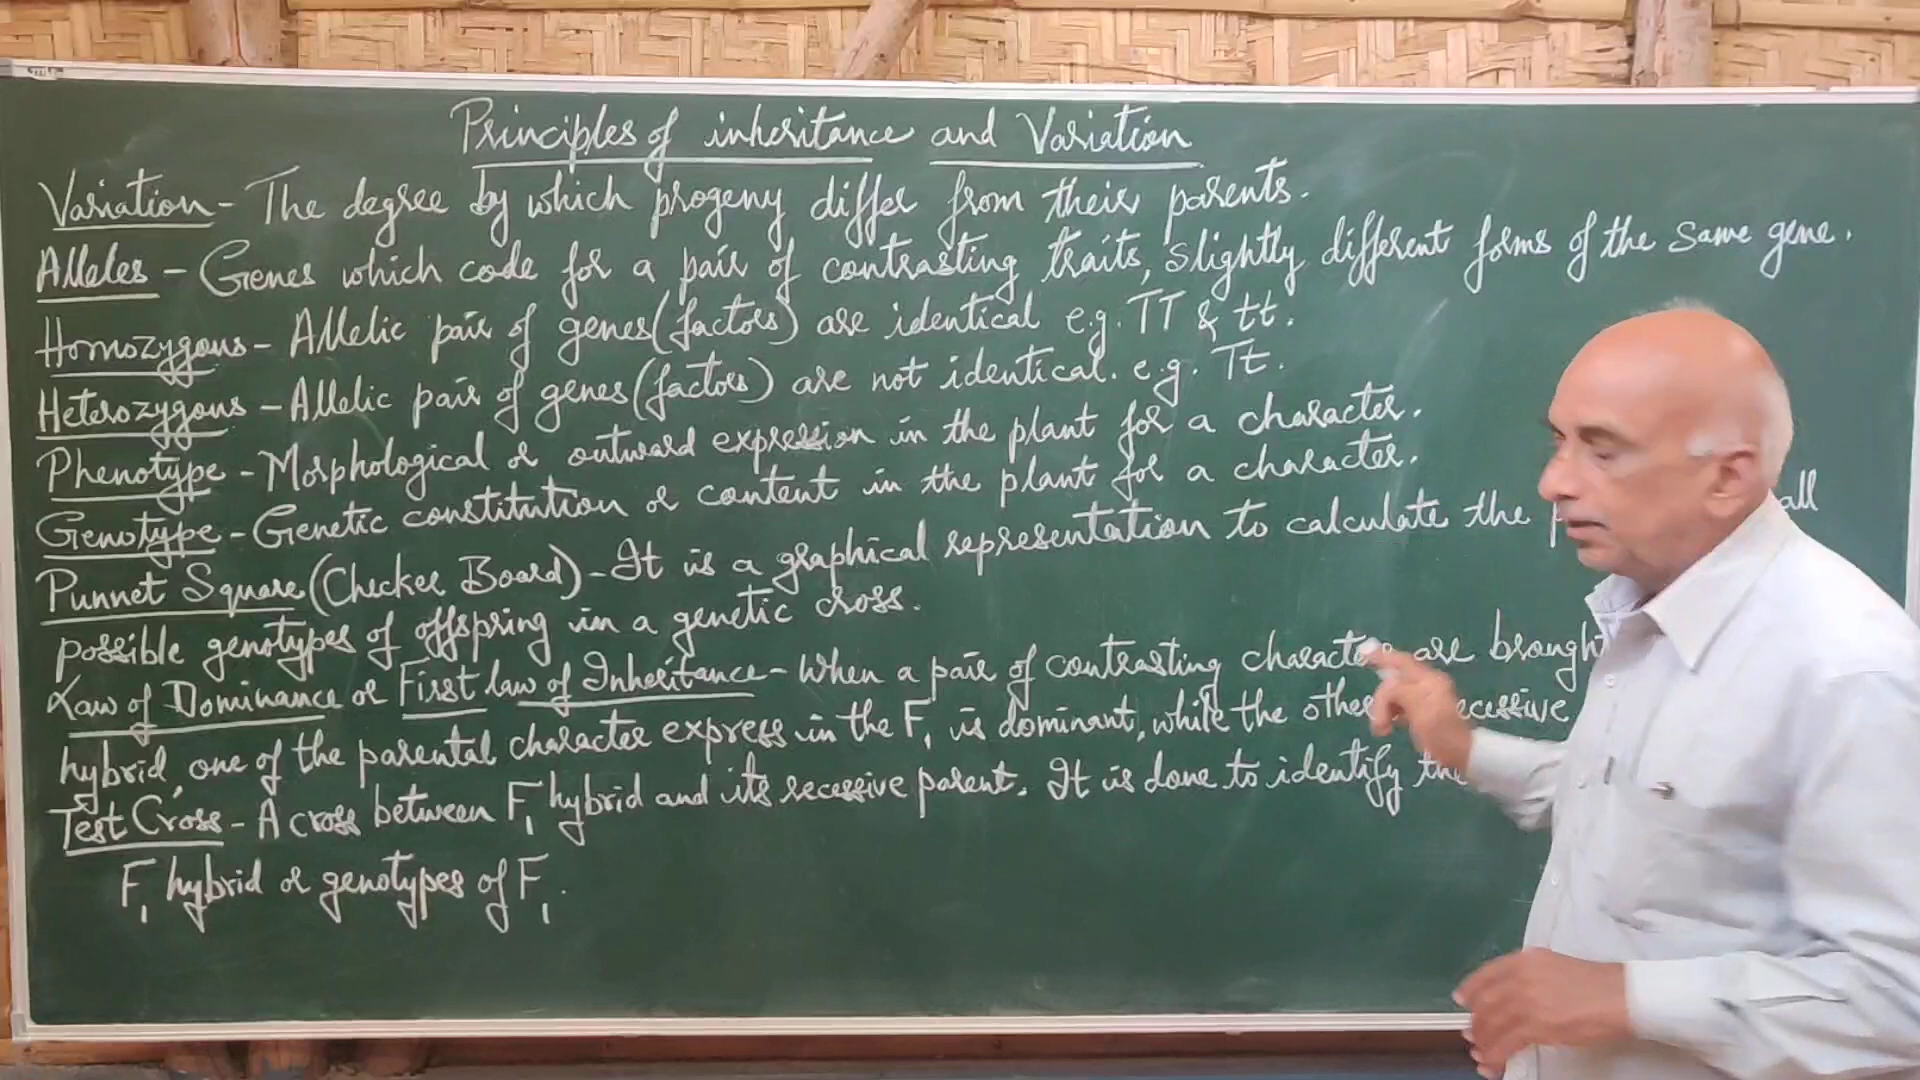 Principles of inheritance and Variation
Variation - The degree by which progeny differ from their parents.
Alleles - Genes which code for a pair of contrasting traits, slightly different forms of the same gene.
Homozygous - Allelic pair of genes (factors) are identical e.g. TT & tt.
Heterozygous - Allelic pair of genes (factors) are not identical. e.g. Tt.
Phenotype - Morphological or outward expression in the plant for a character.
Genotype - Genetic constitution or content in the plant for a character.
Punnet Square (Checker Board) - It is a graphical representation to calculate the all
possible genotypes of offspring in a genetic cross.
Law of Dominance or First law of Inheritance - When a pair of contrasting characters are brought
hybrid, one of the parental character express in the F1 is dominant, while the other recessive
Test Cross - A cross between F1 hybrid and its recessive parent. It is done to identify the
F1 hybrid or genotypes of F1.